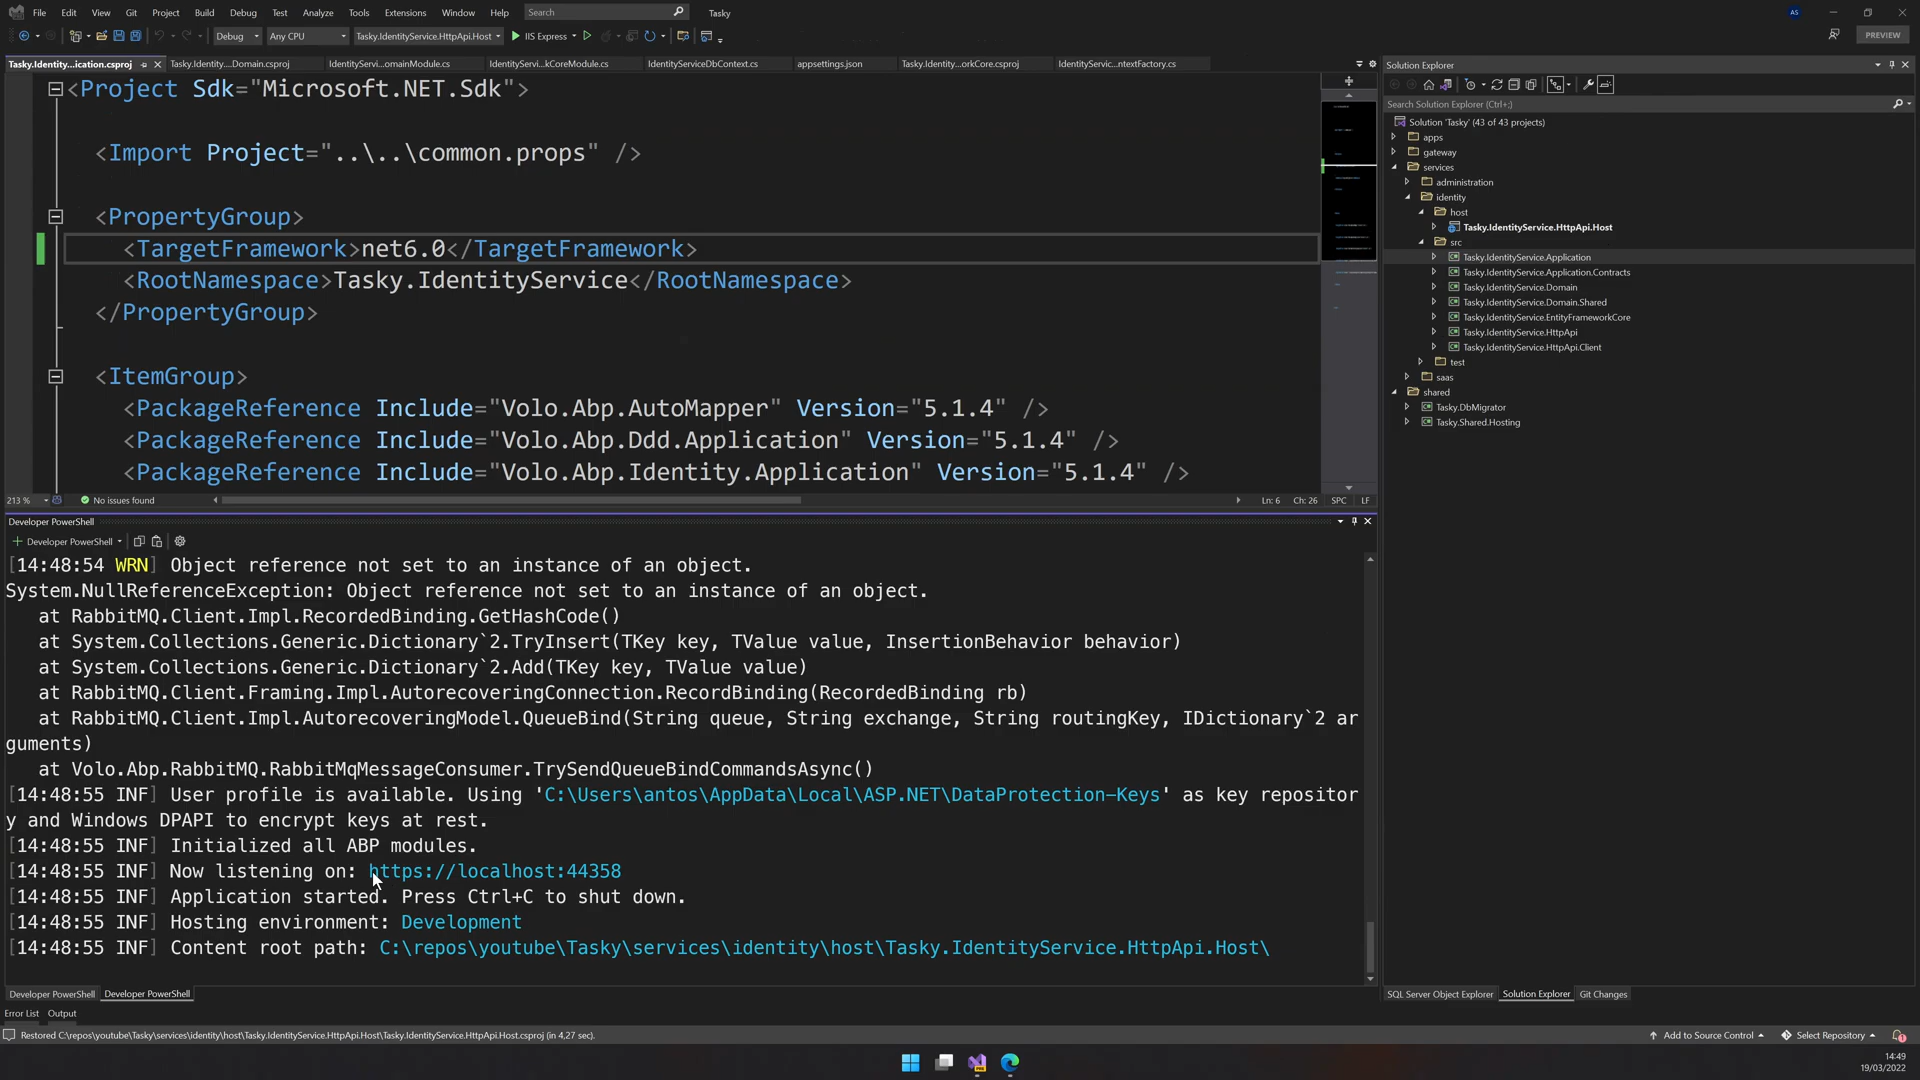 File Edit View Git Project Build Debug Test Analyze Tools Extensions Window Help Search Tasky AS
Debug Any CPU Tasky.IdentityService.HttpApi.Host IIS Express PREVIEW
Tasky.Identity...ication.csproj Tasky.Identity....Domain.csproj IdentityServi...omainModule.cs IdentityServi...kCoreModule.cs IdentityServiceDbContext.cs appsettings.json Tasky.Identity...orkCore.csproj IdentityServic...ntextFactory.cs
<Project Sdk="Microsoft.NET.Sdk">
<Import Project="..\..\common.props" />
<PropertyGroup>
<TargetFramework>net6.0</TargetFramework>
<RootNamespace>Tasky.IdentityService</RootNamespace>
</PropertyGroup>
<ItemGroup>
<PackageReference Include="Volo.Abp.AutoMapper" Version="5.1.4" />
<PackageReference Include="Volo.Abp.Ddd.Application" Version="5.1.4" />
<PackageReference Include="Volo.Abp.Identity.Application" Version="5.1.4" />
213 % No issues found Ln: 6 Ch: 26 SPC LF
Developer PowerShell
Developer PowerShell
[14:48:54 WRN] Object reference not set to an instance of an object.
System.NullReferenceException: Object reference not set to an instance of an object.
at RabbitMQ.Client.Impl.RecordedBinding.GetHashCode()
at System.Collections.Generic.Dictionary`2.TryInsert(TKey key, TValue value, InsertionBehavior behavior)
at System.Collections.Generic.Dictionary`2.Add(TKey key, TValue value)
at RabbitMQ.Client.Framing.Impl.AutorecoveringConnection.RecordBinding(RecordedBinding rb)
at RabbitMQ.Client.Impl.AutorecoveringModel.QueueBind(String queue, String exchange, String routingKey, IDictionary`2 ar
guments)
at Volo.Abp.RabbitMQ.RabbitMqMessageConsumer.TrySendQueueBindCommandsAsync()
[14:48:55 INF] User profile is available. Using 'C:\Users\antos\AppData\Local\ASP.NET\DataProtection-Keys' as key repositor
y and Windows DPAPI to encrypt keys at rest.
[14:48:55 INF] Initialized all ABP modules.
[14:48:55 INF] Now listening on: https://localhost:44358
[14:48:55 INF] Application started. Press Ctrl+C to shut down.
[14:48:55 INF] Hosting environment: Development
[14:48:55 INF] Content root path: C:\repos\youtube\Tasky\services\identity\host\Tasky.IdentityService.HttpApi.Host\
Developer PowerShell Developer PowerShell
Error List Output
Restored C:\repos\youtube\Tasky\services\identity\host\Tasky.IdentityService.HttpApi.Host\Tasky.IdentityService.HttpApi.Host.csproj (in 4,27 sec).
Solution Explorer
Search Solution Explorer (Ctrl+;)
Solution 'Tasky' (43 of 43 projects)
apps
gateway
services
administration
identity
host
Tasky.IdentityService.HttpApi.Host
src
Tasky.IdentityService.Application
Tasky.IdentityService.Application.Contracts
Tasky.IdentityService.Domain
Tasky.IdentityService.Domain.Shared
Tasky.IdentityService.EntityFrameworkCore
Tasky.IdentityService.HttpApi
Tasky.IdentityService.HttpApi.Client
test
saas
shared
Tasky.DbMigrator
Tasky.Shared.Hosting
SQL Server Object Explorer Solution Explorer Git Changes
Add to Source Control Select Repository
14:49
19/03/2022